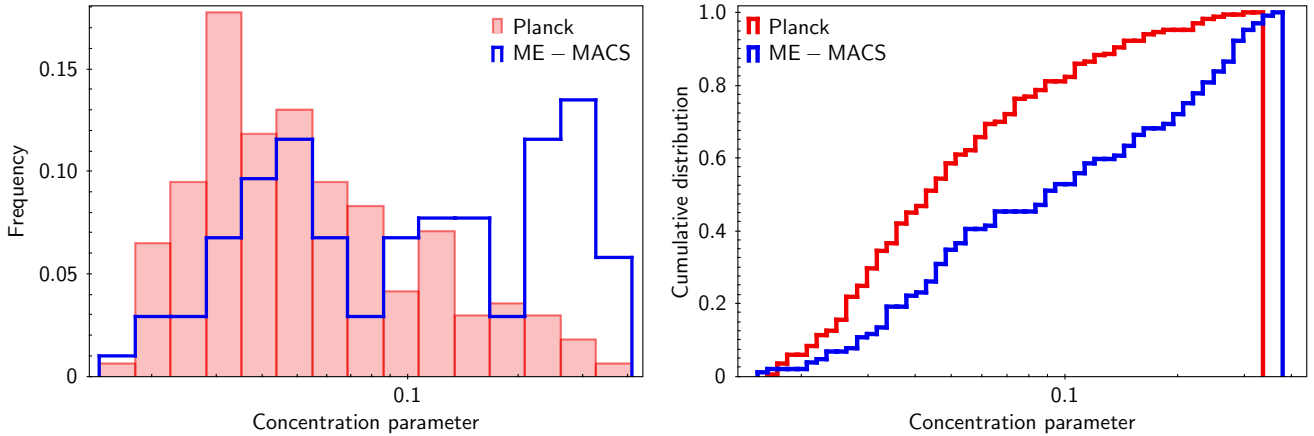 Planck
ME – MACS
0.15
0.10
0.05
0
Frequency
0.1
Concentration parameter
Planck
ME – MACS
1.0
0.8
0.6
0.4
0.2
0
Cumulative distribution
0.1
Concentration parameter